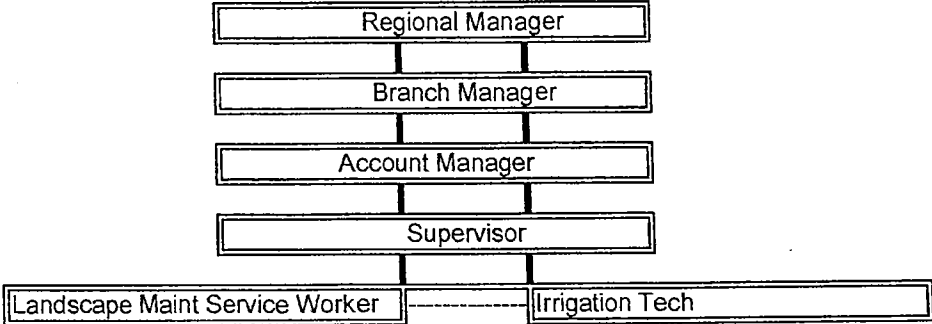 Regional Manager
Branch Manager
Account Manager
Supervisor
Landscape Maint Service Worker
Irrigation Tech